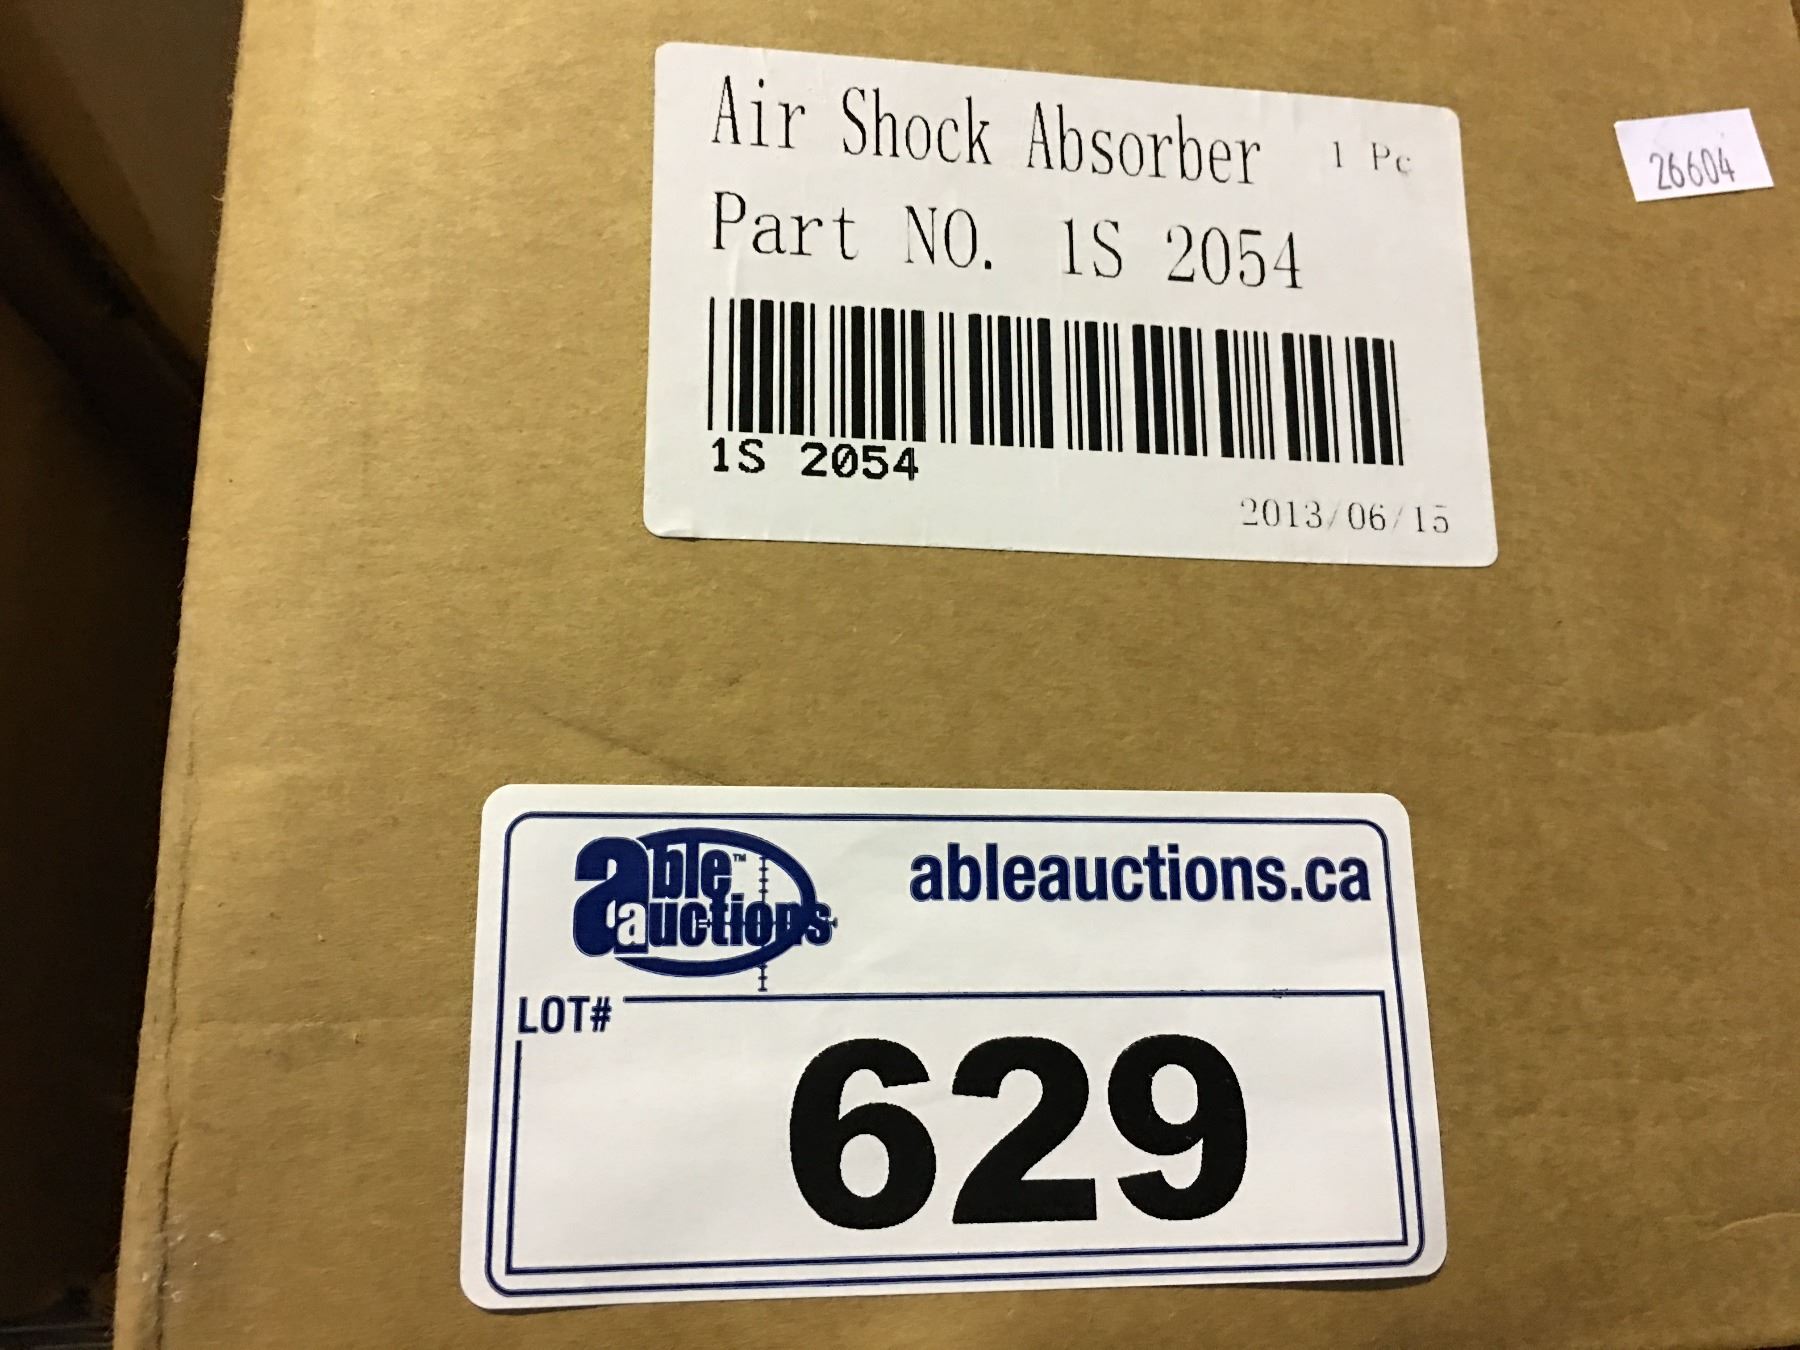 Air Shock Absorber 1 Pc
26604
Part NO. 1S 2054
1S 2054
2013/06/15
able™
auctions
ableauctions.ca
LOT#
629